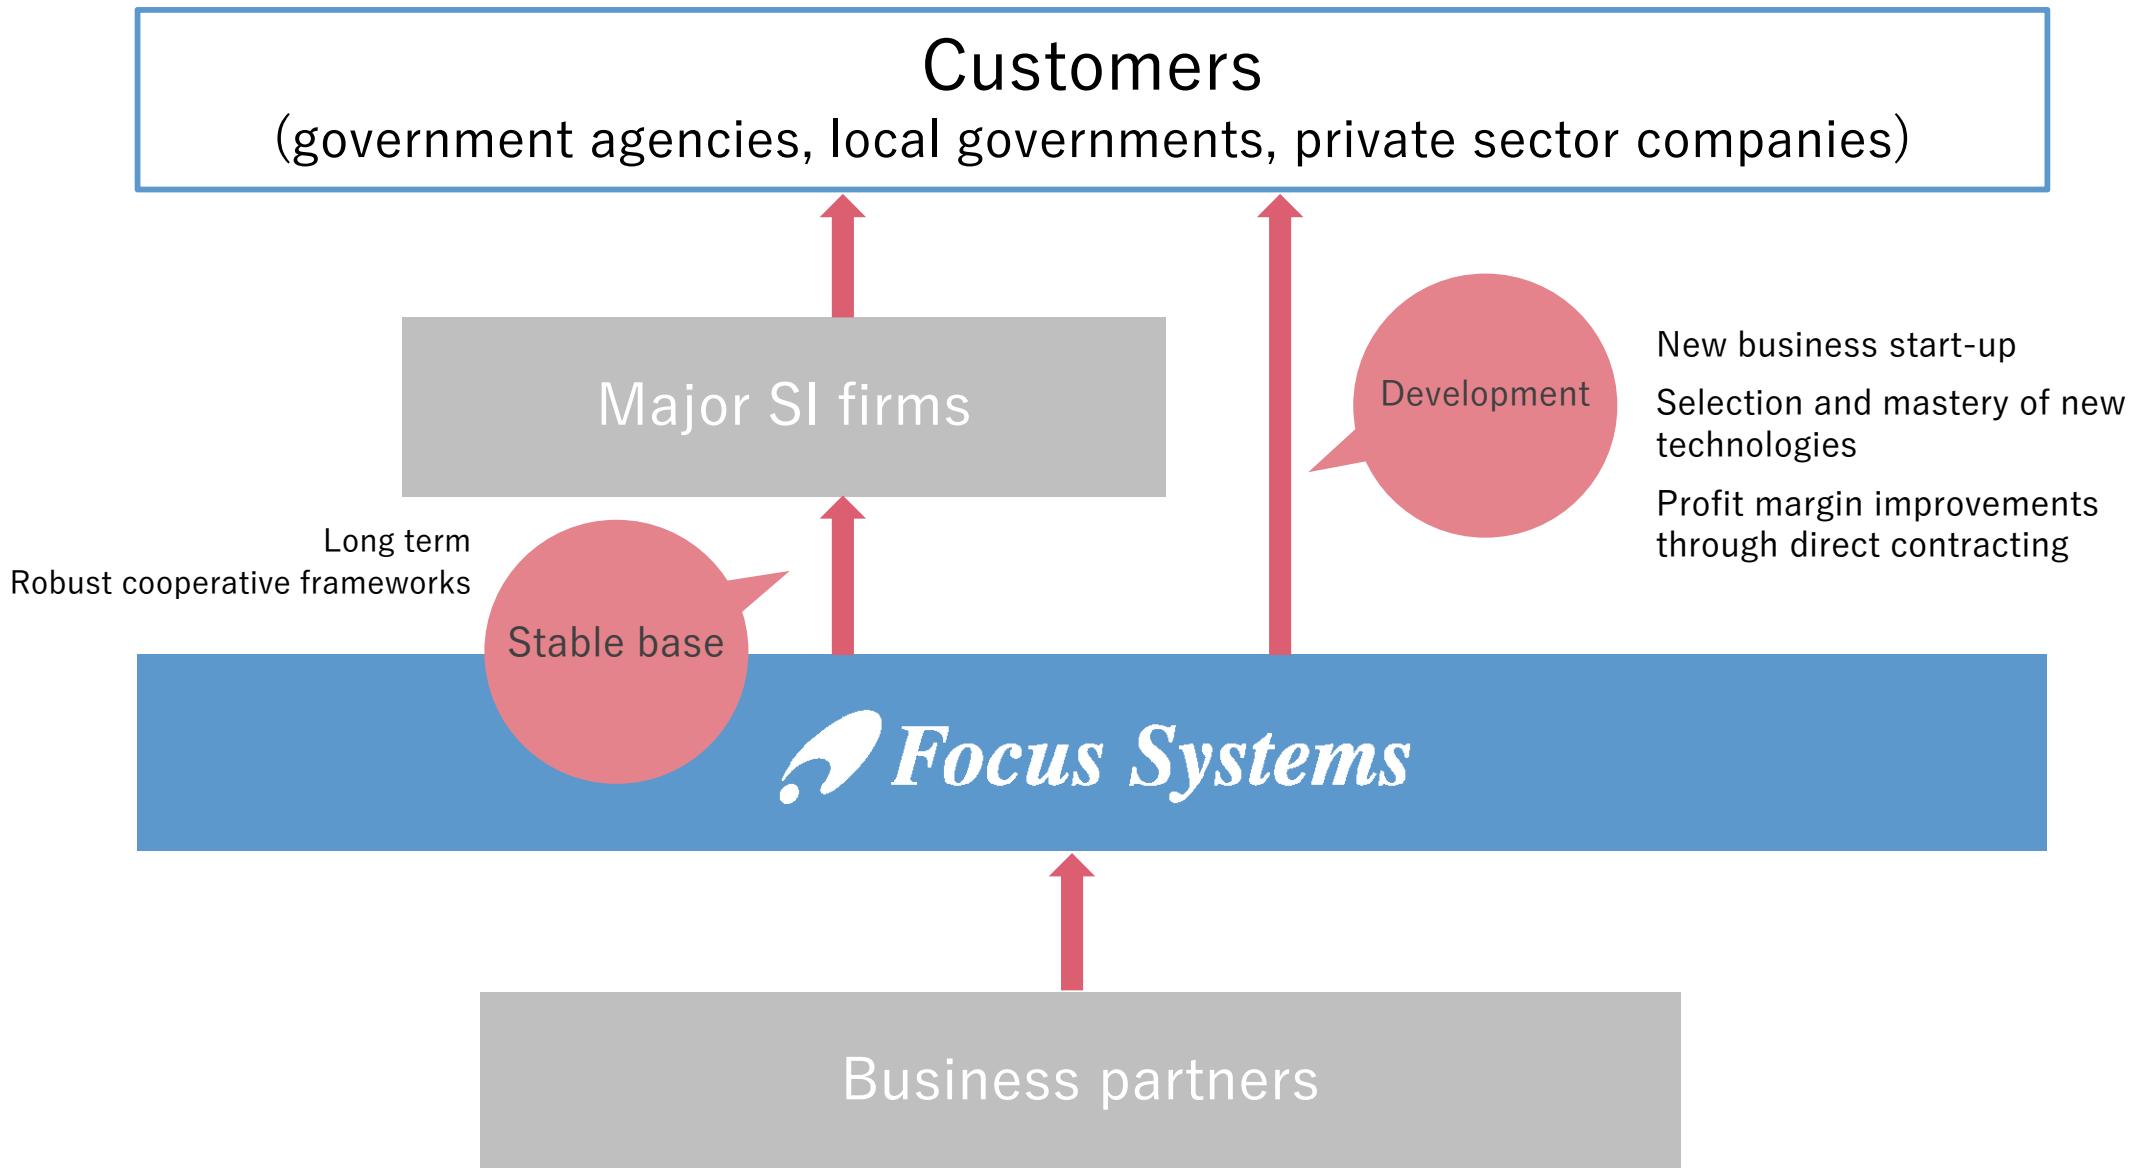 Customers
(government agencies, local governments, private sector companies)
Major SI firms
Development
New business start-up
Selection and mastery of new
technologies
Profit margin improvements
through direct contracting
Long term
Robust cooperative frameworks
Stable base
Focus Systems
Business partners